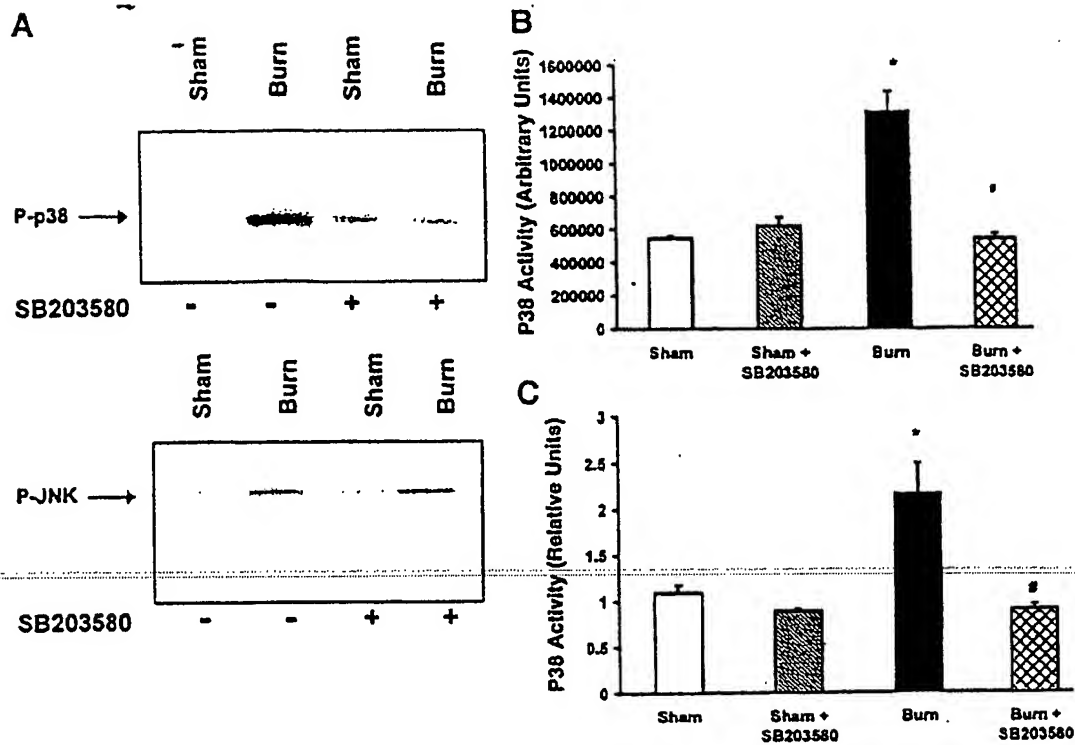 A
Sham Burn Sham Burn
P-p38
SB203580 - - + +
Sham Burn Sham Burn
P-JNK
SB203580 - - + +
B
P38 Activity (Arbitrary Units)
1600000
1400000
1200000
1000000
800000
600000
400000
200000
0
*
#
Sham
Sham +
SB203580
Burn
Burn +
SB203580
C
P38 Activity (Relative Units)
3
2.5
2
1.5
1
0.5
0
*
#
Sham
Sham +
SB203580
Burn
Burn +
SB203580